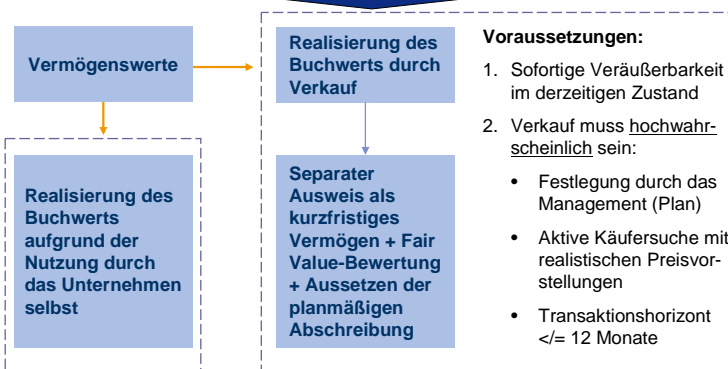 Vermögenswerte
Realisierung des
Buchwerts
aufgrund der
Nutzung durch
das Unternehmen
selbst
Realisierung des
Buchwerts durch
Verkauf
Separater
Ausweis als
kurzfristiges
Vermögen + Fair
Value-Bewertung
+ Aussetzen der
planmäßigen
Abschreibung
Voraussetzungen:
1. Sofortige Veräußerbarkeit
im derzeitigen Zustand
2. Verkauf muss hochwahr-
scheinlich sein:
• Festlegung durch das
Management (Plan)
• Aktive Käufersuche mit
realistischen Preisvor-
stellungen
• Transaktionshorizont
</= 12 Monate